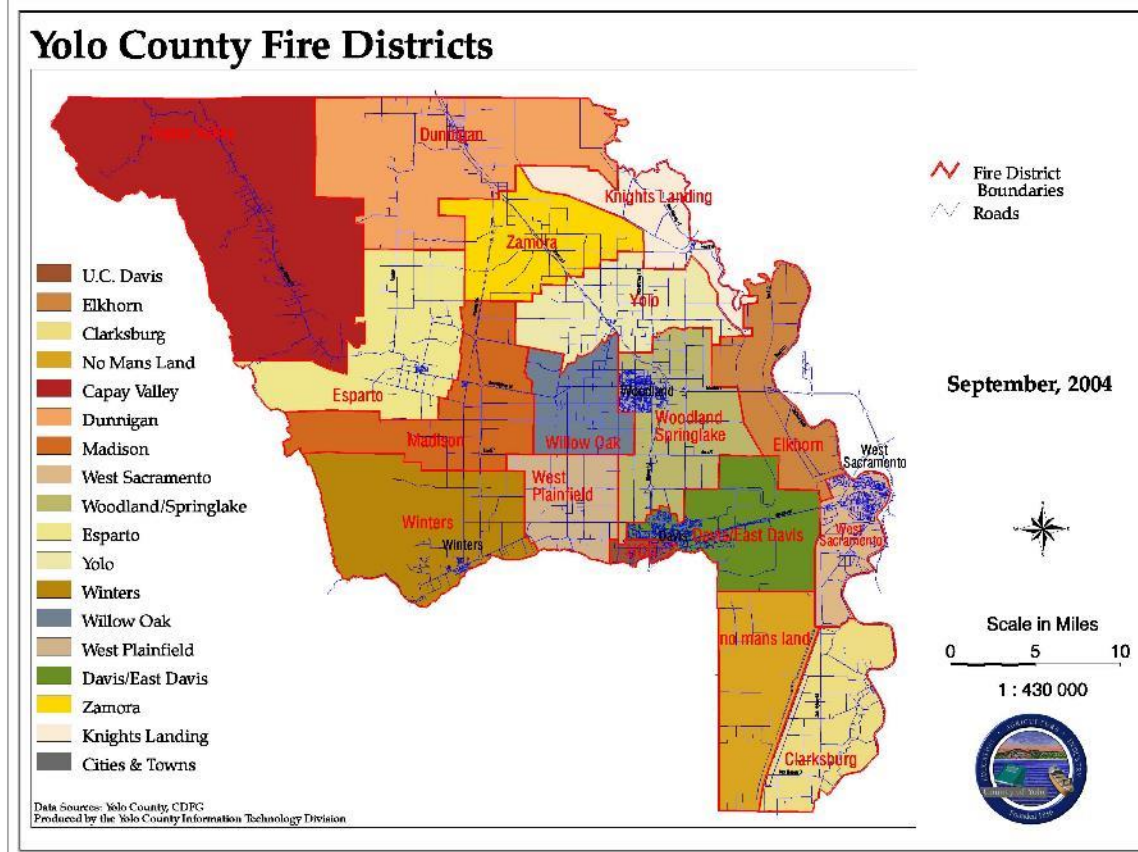 Yolo County Fire Districts
Fire District
Boundaries
Roads
September, 2004
Scale in Miles
0 5 10
1 : 430 000
U.C. Davis
Elkhorn
Clarksburg
No Mans Land
Capay Valley
Dunnigan
Madison
West Sacramento
Woodland/Springlake
Esparto
Yolo
Winters
Willow Oak
West Plainfield
Davis/East Davis
Zamora
Knights Landing
Cities & Towns
Dunnigan
Knights Landing
Zamora
Yolo
Esparto
Woodland
Woodland
Springlake
Madison
Willow Oak
Elkhorn
West
Sacramento
West
Plainfield
Winters
Winters
Davis
Davis/East Davis
West
Sacramento
no mans land
Clarksburg
County of Yolo
Founded 1850
Data Sources: Yolo County, CDFG
Produced by the Yolo County Information Technology Division